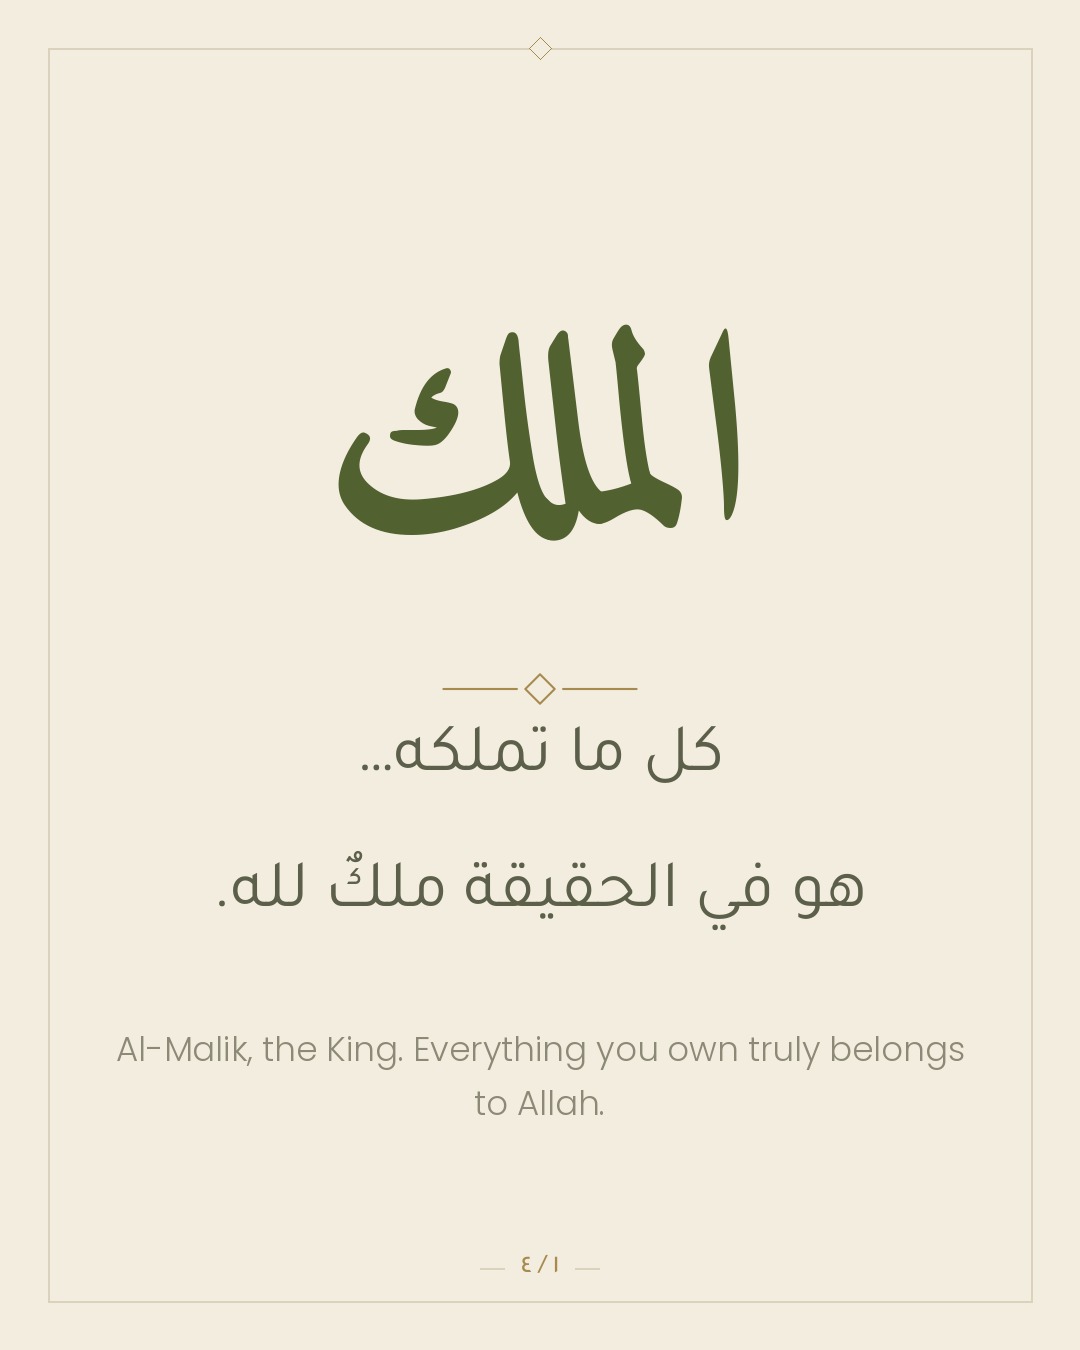 الملك
كل ما تملكه...
هو في الحقيقة ملكٌ لله.
Al-Malik, the King. Everything you own truly belongs
to Allah.
١ / ٤